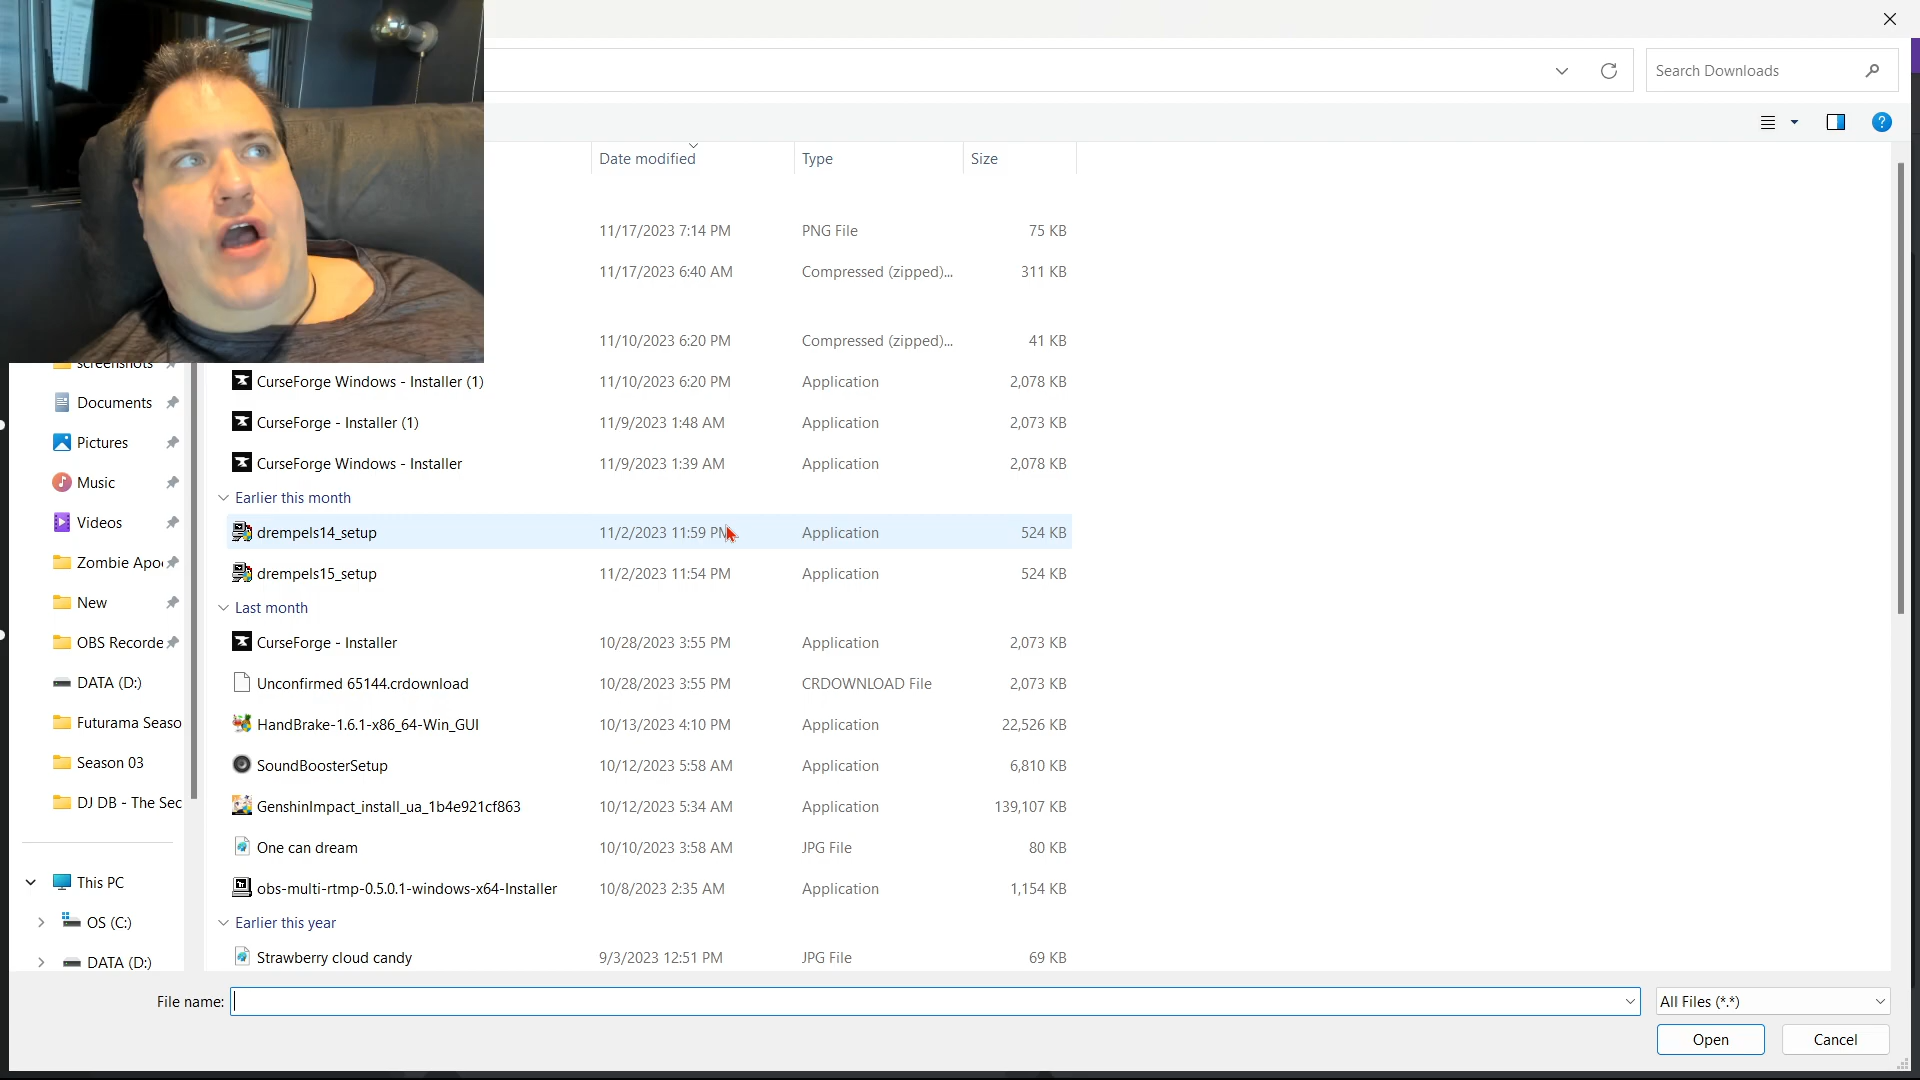 Search Downloads
Date modified Type Size
11/17/2023 7:14 PM PNG File 75 KB
11/17/2023 6:40 AM Compressed (zipped)... 311 KB
11/10/2023 6:20 PM Compressed (zipped)... 41 KB
screenshots
CurseForge Windows - Installer (1) 11/10/2023 6:20 PM Application 2,078 KB
Documents
CurseForge - Installer (1) 11/9/2023 1:48 AM Application 2,073 KB
Pictures
CurseForge Windows - Installer 11/9/2023 1:39 AM Application 2,078 KB
Music
Earlier this month
Videos
drempels14_setup 11/2/2023 11:59 PM Application 524 KB
Zombie Apo
drempels15_setup 11/2/2023 11:54 PM Application 524 KB
New
Last month
OBS Recorde
CurseForge - Installer 10/28/2023 3:55 PM Application 2,073 KB
DATA (D:)
Unconfirmed 65144.crdownload 10/28/2023 3:55 PM CRDOWNLOAD File 2,073 KB
Futurama Seaso
HandBrake-1.6.1-x86_64-Win_GUI 10/13/2023 4:10 PM Application 22,526 KB
Season 03
SoundBoosterSetup 10/12/2023 5:58 AM Application 6,810 KB
DJ DB - The Sec
GenshinImpact_install_ua_1b4e921cf863 10/12/2023 5:34 AM Application 139,107 KB
One can dream 10/10/2023 3:58 AM JPG File 80 KB
This PC
obs-multi-rtmp-0.5.0.1-windows-x64-Installer 10/8/2023 2:35 AM Application 1,154 KB
OS (C:)
Earlier this year
DATA (D:)
Strawberry cloud candy 9/3/2023 12:51 PM JPG File 69 KB
File name: All Files (*.*)
Open Cancel